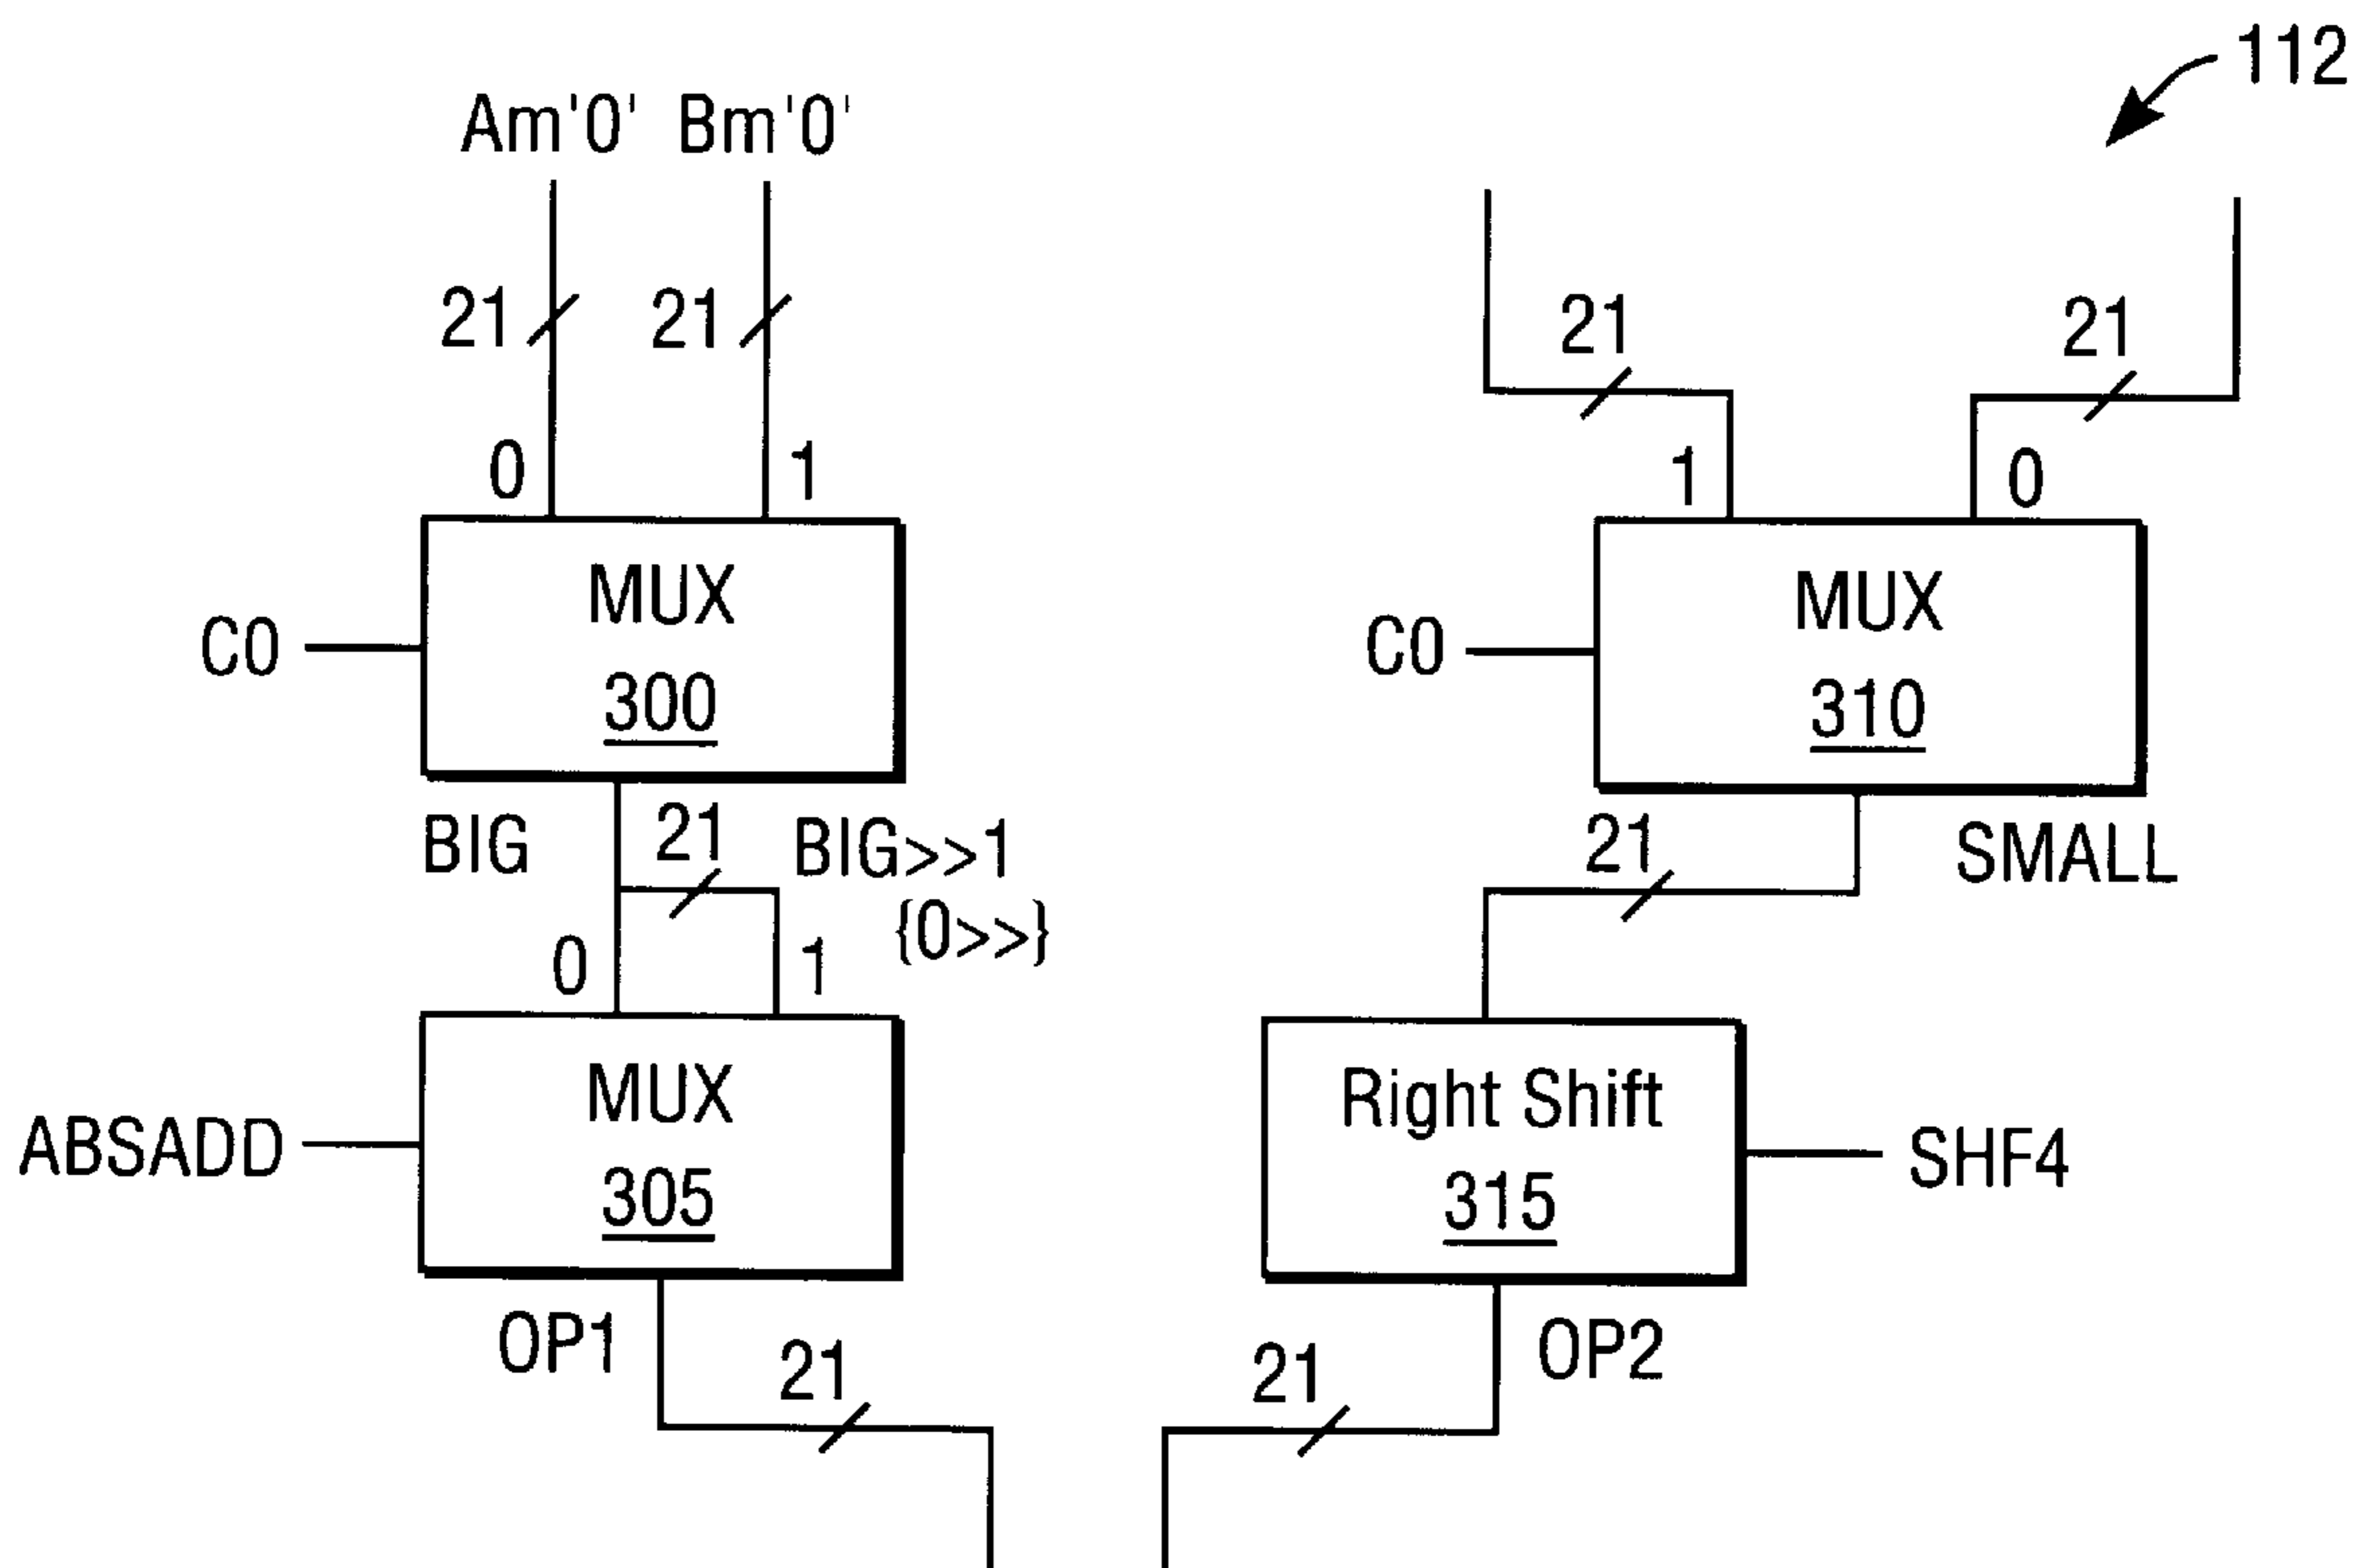 112
Am'0' Bm'0'
21 21 21 21
0 1 1 0
MUX
300
C0
MUX
310
C0
BIG 21 BIG>>1
{0>>}
21 SMALL
0 1
MUX
305
ABSADD
Right Shift
315
SHF4
OP1 21
21 OP2